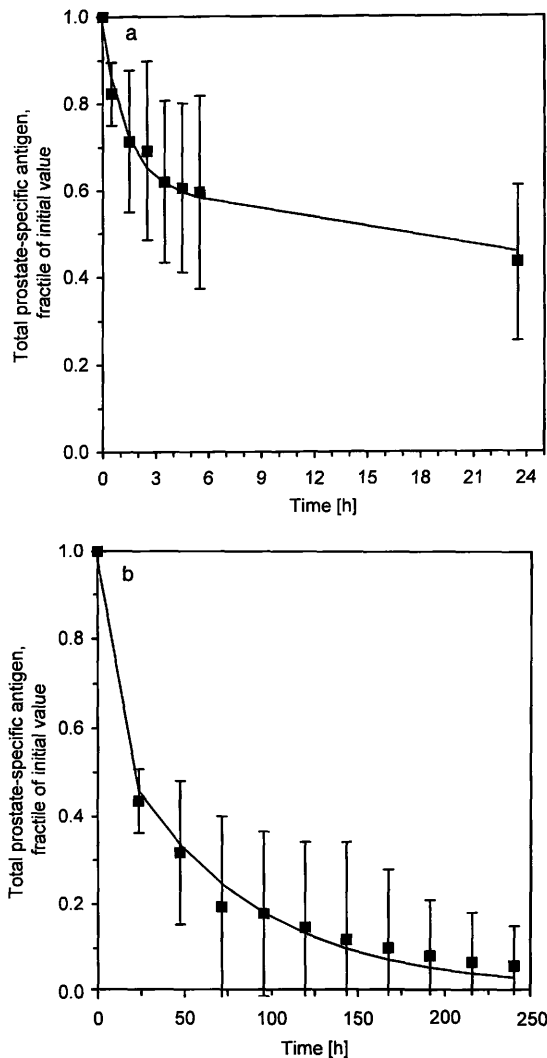 a
Total prostate-specific antigen,
fractile of initial value
1.0
0.8
0.6
0.4
0.2
0.0
0 3 6 9 12 15 18 21 24
Time [h]
b
Total prostate-specific antigen,
fractile of initial value
1.0
0.8
0.6
0.4
0.2
0.0
0 50 100 150 200 250
Time [h]